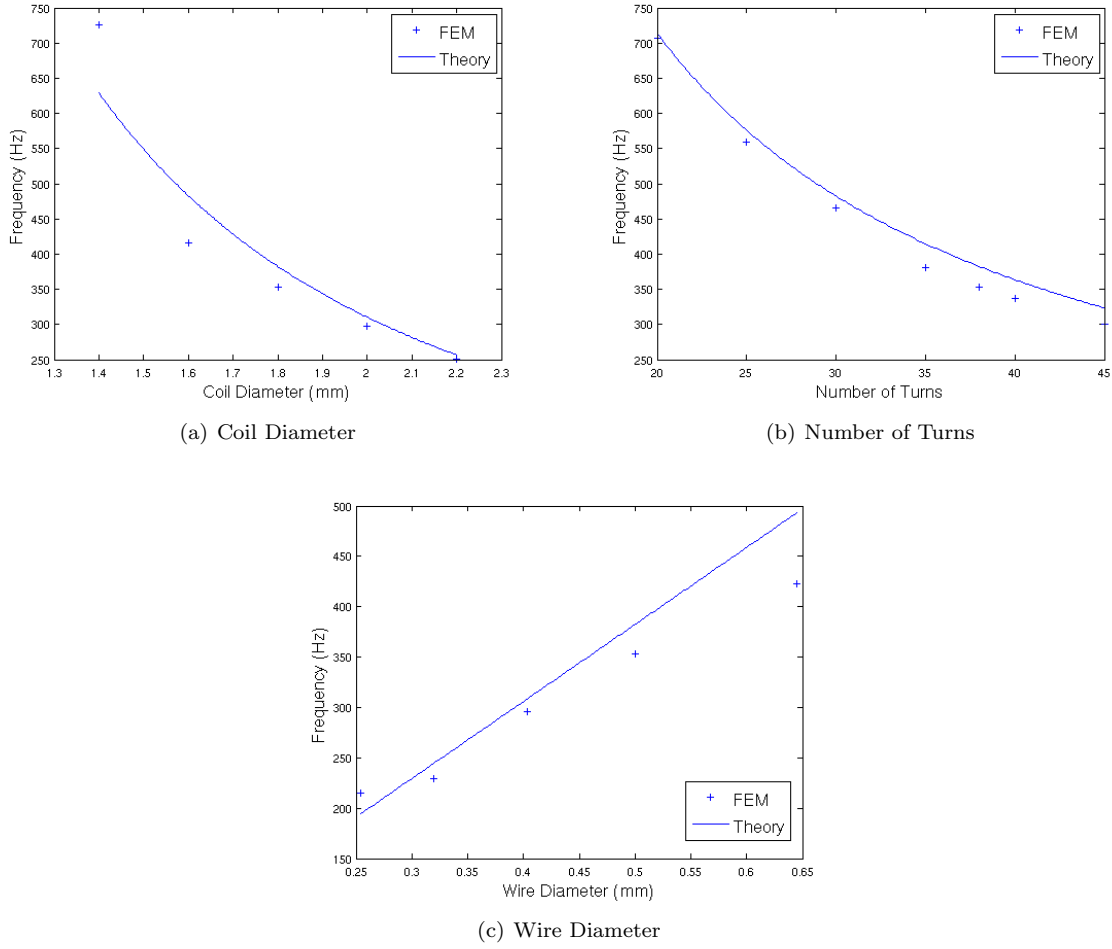 750
700
650
600
550
500
450
400
350
300
250
Frequency (Hz)
FEM
Theory
1.3 1.4 1.5 1.6 1.7 1.8 1.9 2 2.1 2.2 2.3
Coil Diameter (mm)
(a) Coil Diameter
750
700
650
600
550
500
450
400
350
300
250
Frequency (Hz)
FEM
Theory
20 25 30 35 40 45
Number of Turns
(b) Number of Turns
500
450
400
350
300
250
200
150
Frequency (Hz)
FEM
Theory
0.25 0.3 0.35 0.4 0.45 0.5 0.55 0.6 0.65
Wire Diameter (mm)
(c) Wire Diameter